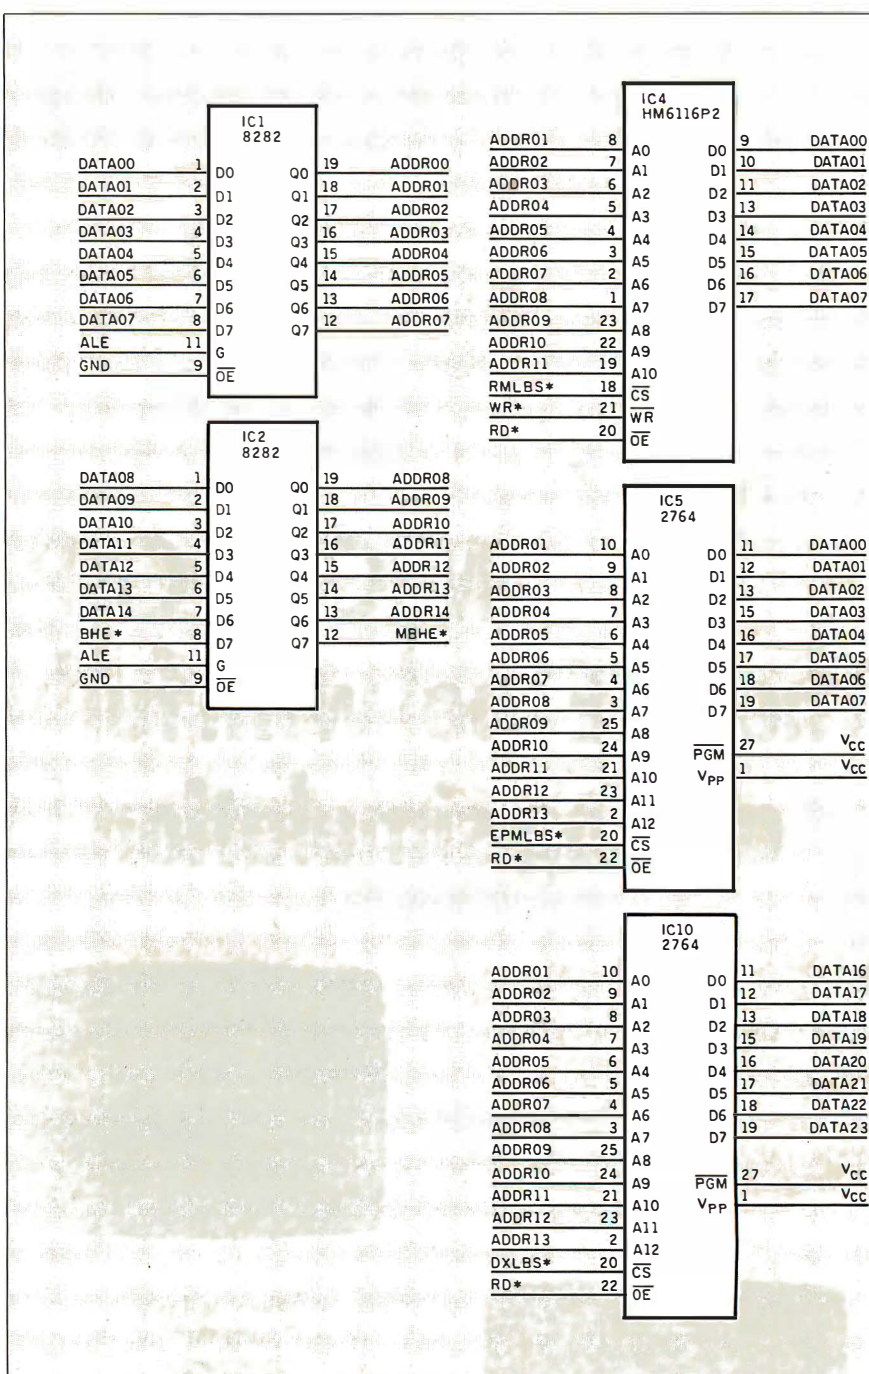 IC1
8282
DATA00 1 D0 Q0 19 ADDR00
DATA01 2 D1 Q1 18 ADDR01
DATA02 3 D2 Q2 17 ADDR02
DATA03 4 D3 Q3 16 ADDR03
DATA04 5 D4 Q4 15 ADDR04
DATA05 6 D5 Q5 14 ADDR05
DATA06 7 D6 Q6 13 ADDR06
DATA07 8 D7 Q7 12 ADDR07
ALE 11 G
GND 9 OE
IC2
8282
DATA08 1 D0 Q0 19 ADDR08
DATA09 2 D1 Q1 18 ADDR09
DATA10 3 D2 Q2 17 ADDR10
DATA11 4 D3 Q3 16 ADDR11
DATA12 5 D4 Q4 15 ADDR12
DATA13 6 D5 Q5 14 ADDR13
DATA14 7 D6 Q6 13 ADDR14
BHE* 8 D7 Q7 12 MBHE*
ALE 11 G
GND 9 OE
IC4
HM6116P2
ADDR01 8 A0 D0 9 DATA00
ADDR02 7 A1 D1 10 DATA01
ADDR03 6 A2 D2 11 DATA02
ADDR04 5 A3 D3 13 DATA03
ADDR05 4 A4 D4 14 DATA04
ADDR06 3 A5 D5 15 DATA05
ADDR07 2 A6 D6 16 DATA06
ADDR08 1 A7 D7 17 DATA07
ADDR09 23 A8
ADDR10 22 A9
ADDR11 19 A10
RMLBS* 18 CS
WR* 21 WR
RD* 20 OE
IC5
2764
ADDR01 10 A0 D0 11 DATA00
ADDR02 9 A1 D1 12 DATA01
ADDR03 8 A2 D2 13 DATA02
ADDR04 7 A3 D3 15 DATA03
ADDR05 6 A4 D4 16 DATA04
ADDR06 5 A5 D5 17 DATA05
ADDR07 4 A6 D6 18 DATA06
ADDR08 3 A7 D7 19 DATA07
ADDR09 25 A8
ADDR10 24 A9 PGM 27 VCC
ADDR11 21 A10 VPP 1 VCC
ADDR12 23 A11
ADDR13 2 A12
EPMLBS* 20 CS
RD* 22 OE
IC10
2764
ADDR01 10 A0 D0 11 DATA16
ADDR02 9 A1 D1 12 DATA17
ADDR03 8 A2 D2 13 DATA18
ADDR04 7 A3 D3 15 DATA19
ADDR05 6 A4 D4 16 DATA20
ADDR06 5 A5 D5 17 DATA21
ADDR07 4 A6 D6 18 DATA22
ADDR08 3 A7 D7 19 DATA23
ADDR09 25 A8
ADDR10 24 A9 PGM 27 VCC
ADDR11 21 A10 VPP 1 VCC
ADDR12 23 A11
ADDR13 2 A12
DXLBS* 20 CS
RD* 22 OE